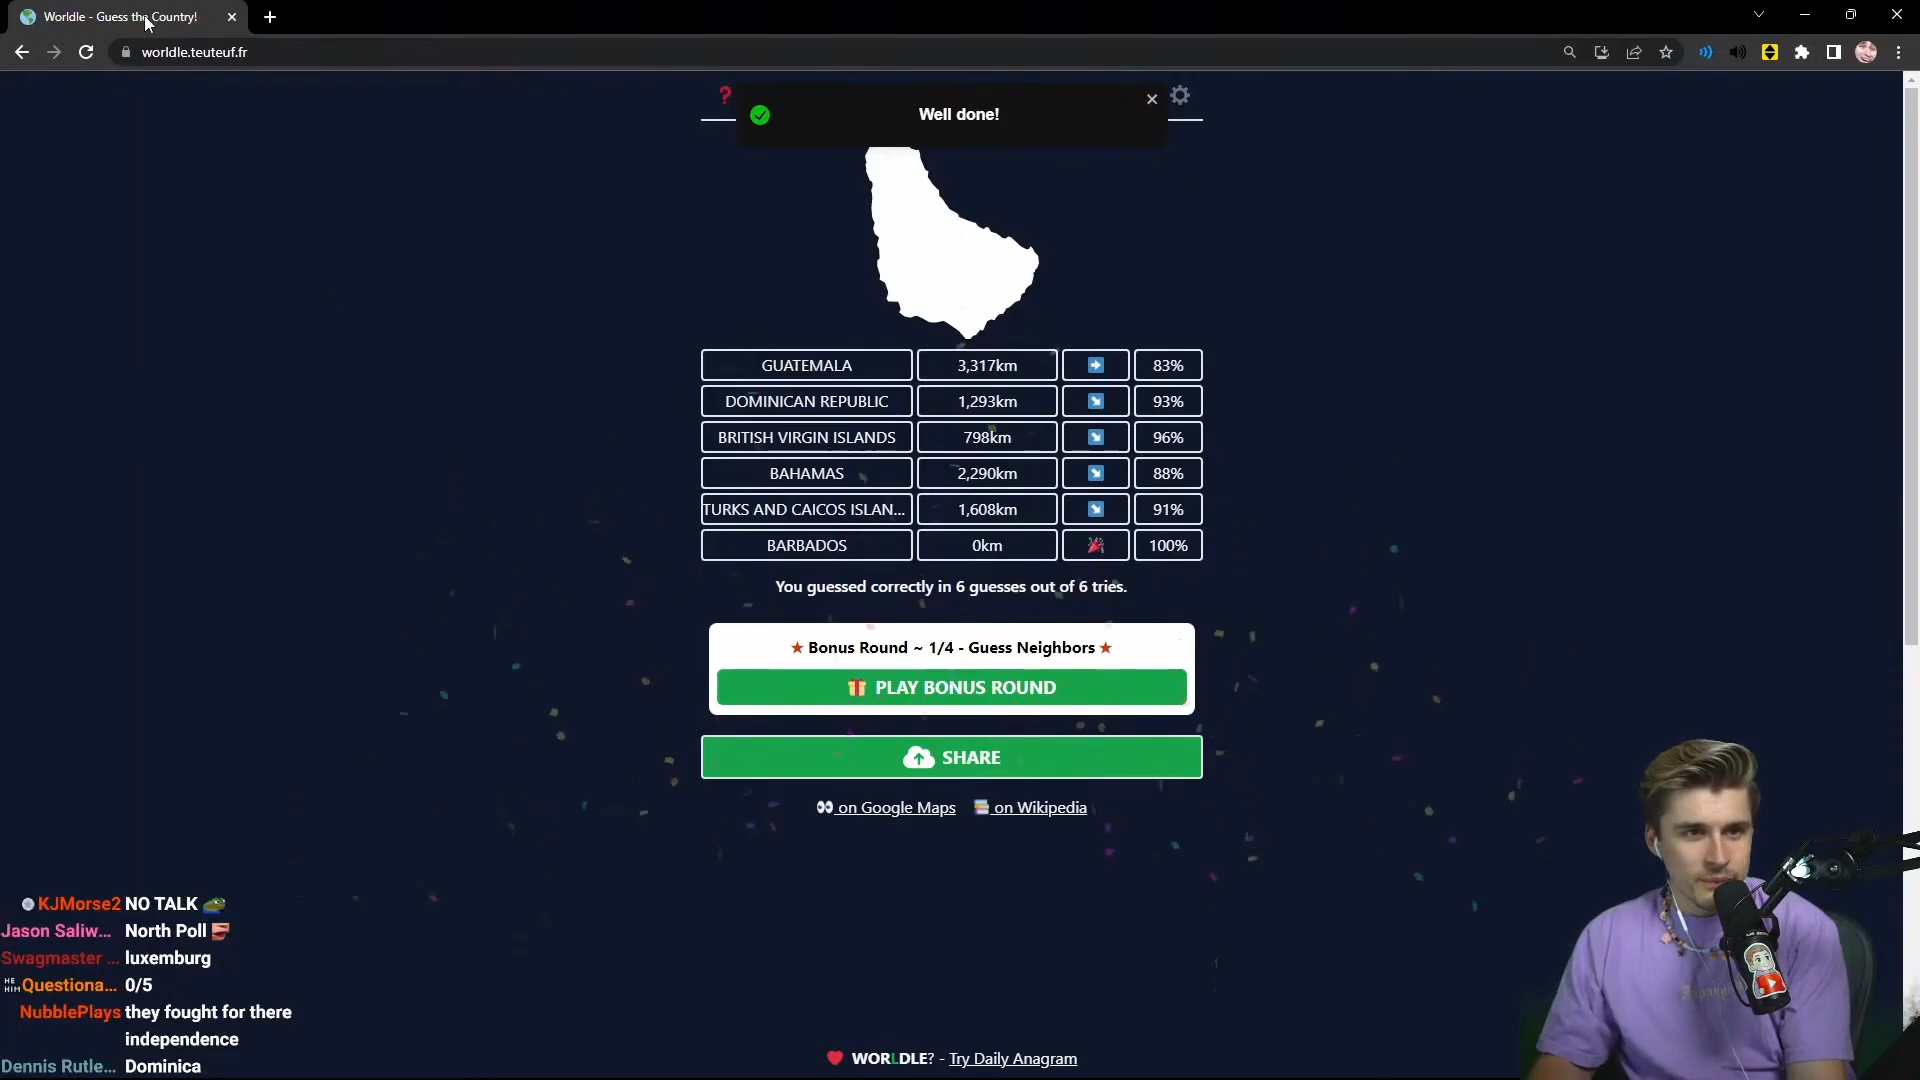 Worldle - Guess the Country!
worldle.teuteuf.fr
?
Well done!
GUATEMALA 3,317km 83%
DOMINICAN REPUBLIC 1,293km 93%
BRITISH VIRGIN ISLANDS 798km 96%
BAHAMAS 2,290km 88%
TURKS AND CAICOS ISLAN... 1,608km 91%
BARBADOS 0km 100%
You guessed correctly in 6 guesses out of 6 tries.
★ Bonus Round ~ 1/4 - Guess Neighbors ★
PLAY BONUS ROUND
SHARE
on Google Maps on Wikipedia
KJMorse2 NO TALK
Jason Saliw... North Poll
Swagmaster ... luxemburg
HE HIM Questiona... 0/5
NubblePlays they fought for there
independence
Dennis Rutle... Dominica
WORLDLE? - Try Daily Anagram